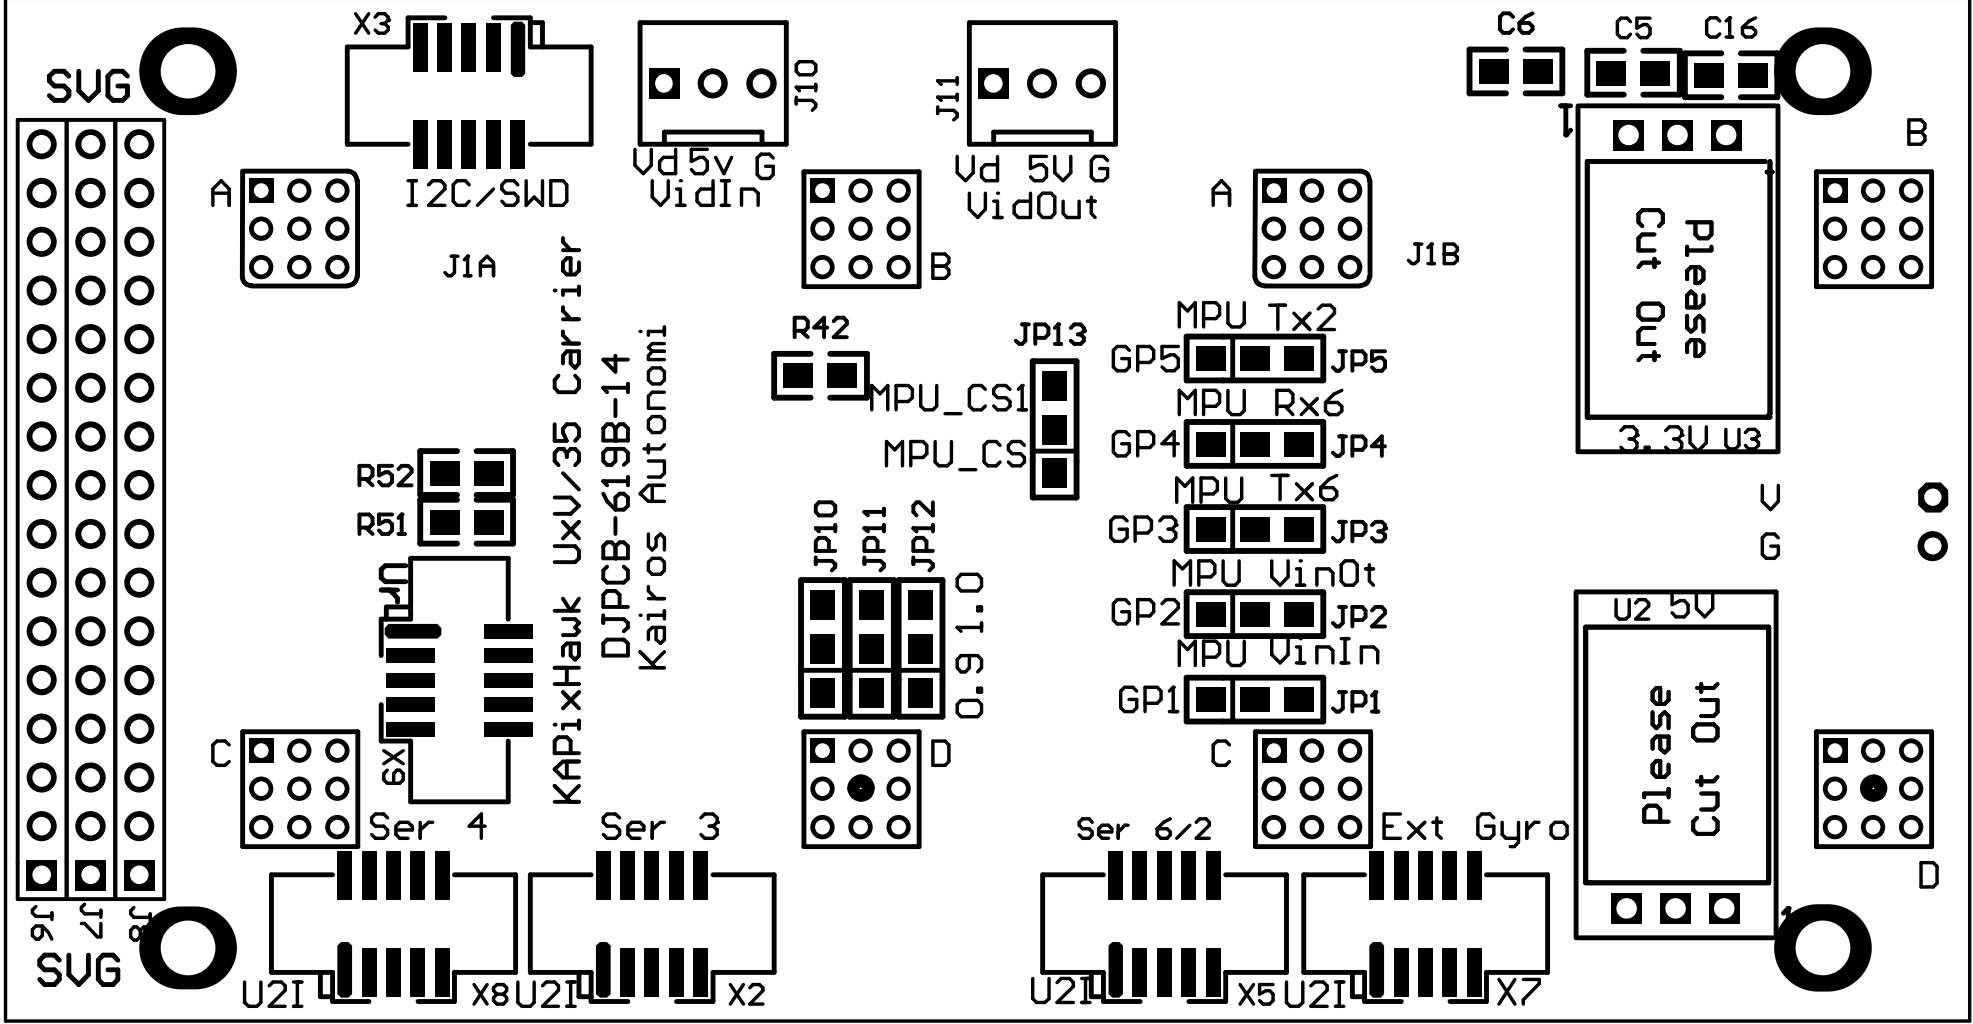 X3
C6
C5
C16
SVG
J10
J11
1
B
Vd 5v G
VidIn
Vd 5V G
VidOut
A
I2C/SWD
A
B
J1A
J1B
Please
Cut Out
MPU Tx2
R42
JP13
GP5
JP5
MPU_CS1
MPU Rx6
GP4
JP4
MPU_CS
3.3V U3
R52
MPU Tx6
V
R51
GP3
JP3
G
JP10
JP11
JP12
MPU VinOt
Ur1
GP2
JP2
U2 5V
1.0
0.9
MPU VinIn
KAPixHawk UxV/35 Carrier
DJPCB-619B-14
Kairos Autonomi
GP1
JP1
Please
Cut Out
C
D
C
X9
Ser 4
Ser 3
Ser 6/2
Ext Gyro
D
J6
J7
J8
1
SVG
U2I
X8
U2I
X2
U2I
X5
U2I
X7